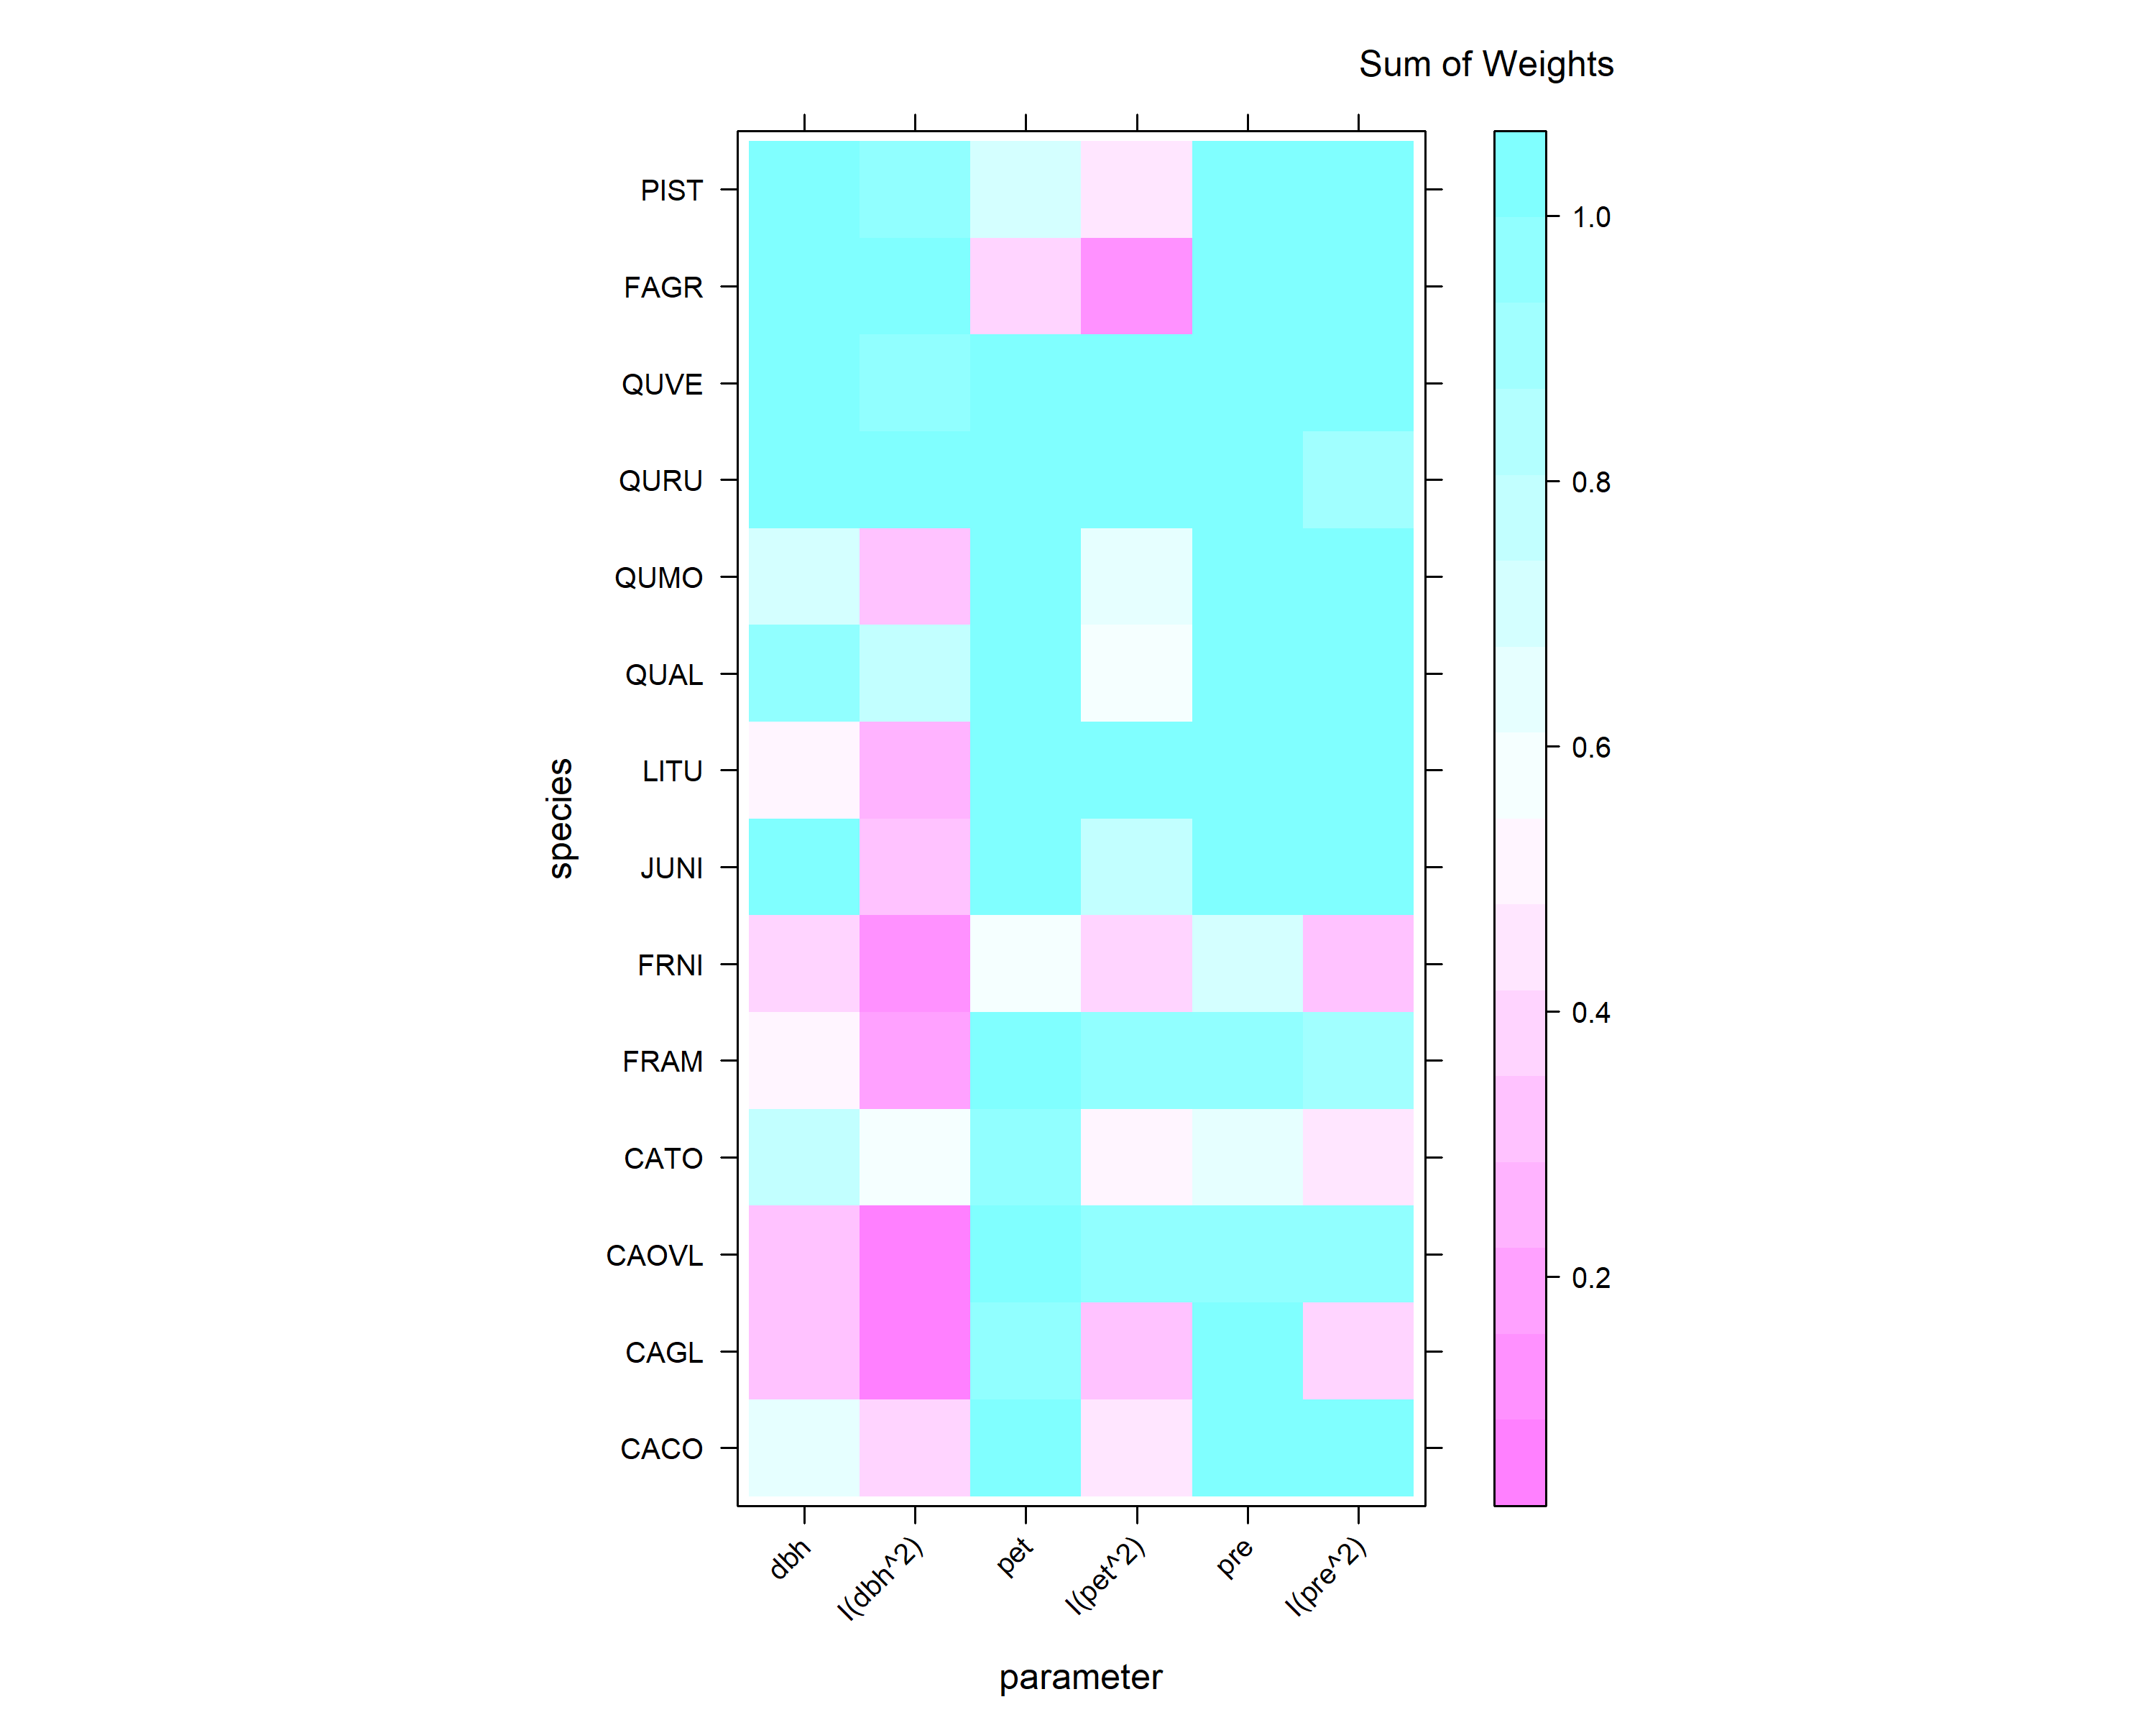 Sum of Weights
PIST
FAGR
QUVE
QURU
QUMO
QUAL
LITU
JUNI
FRNI
FRAM
CATO
CAOVL
CAGL
CACO
species
1.0
0.8
0.6
0.4
0.2
dbh
I(dbh^2)
pet
I(pet^2)
pre
I(pre^2)
parameter